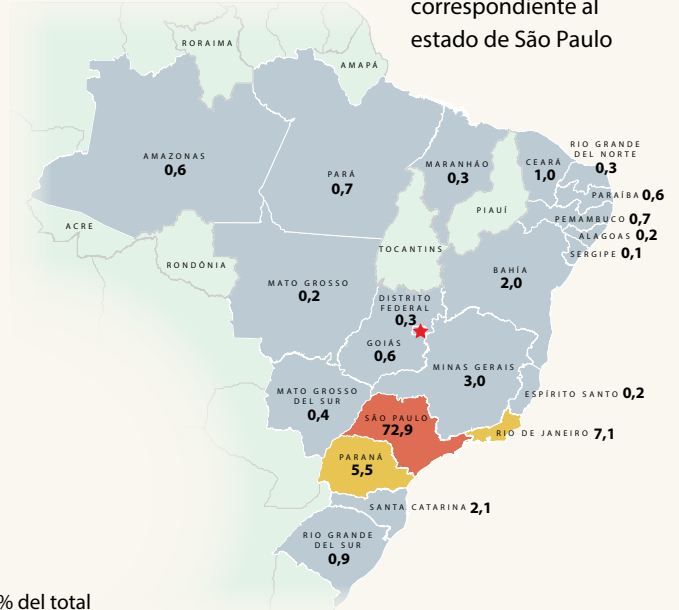 correspondiente al
estado de São Paulo
RORAIMA
AMAPÁ
AMAZONAS
0,6
PARÁ
0,7
MARANHÁO
0,3
CEARÁ
1,0
RIO GRANDE
DEL NORTE
0,3
PARAÍBA 0,6
PEMAMBUCO 0,7
ALAGOAS 0,2
SERGIPE 0,1
PIAUÍ
ACRE
RONDÔNIA
TOCANTINS
MATO GROSSO
0,2
BAHÍA
2,0
DISTRITO
FEDERAL
0,3
GOIÁS
0,6
MINAS GERAIS
3,0
ESPÍRITO SANTO 0,2
MATO GROSSO
DEL SUR
0,4
SÃO PAULO
72,9
RIO DE JANEIRO 7,1
PARANÁ
5,5
SANTA CATARINA 2,1
RIO GRANDE
DEL SUR
0,9
% del total